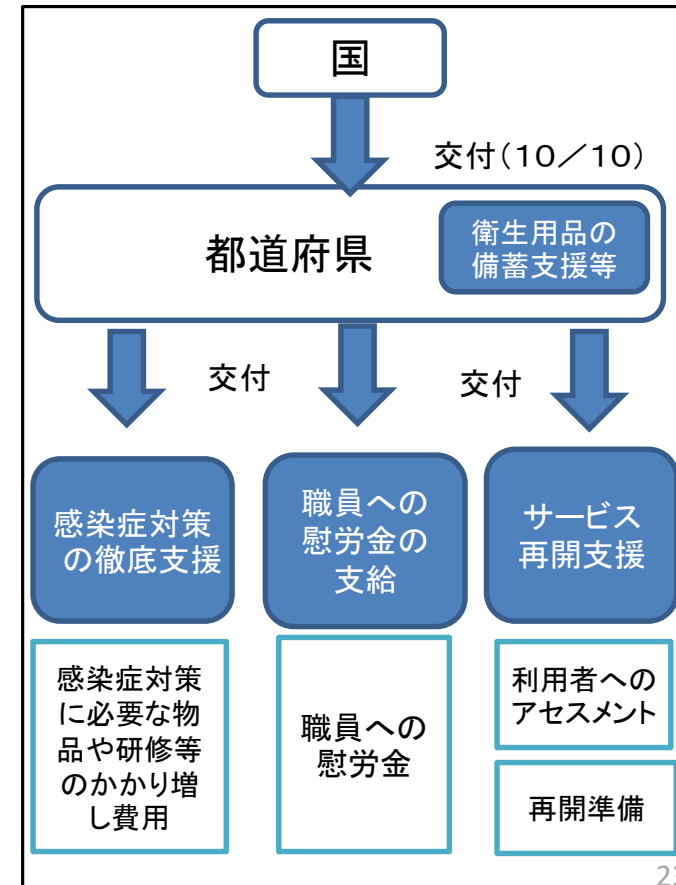 国
交付(10/10)
都道府県
衛生用品の
備蓄支援等
交付
交付
感染症対策
の徹底支援
職員への
慰労金の
支給
サービス
再開支援
感染症対策
に必要な物
品や研修等
のかかり増
し費用
職員への
慰労金
利用者への
アセスメント
再開準備